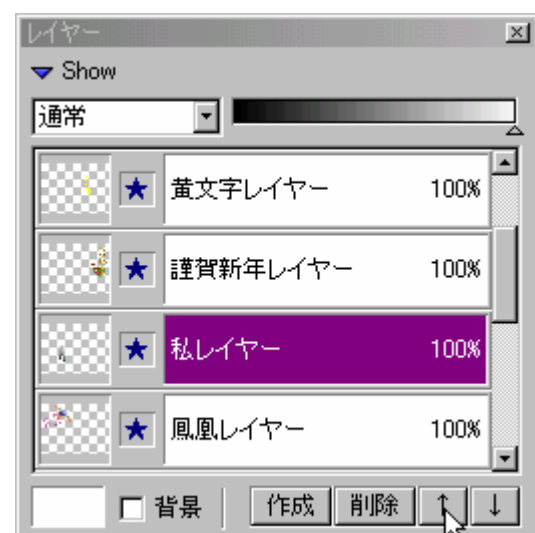 レイヤー
Show
通常
黄文字レイヤー 100%
謹賀新年レイヤー 100%
私レイヤー 100%
鳳凰レイヤー 100%
背景 作成 削除 ↑ ↓